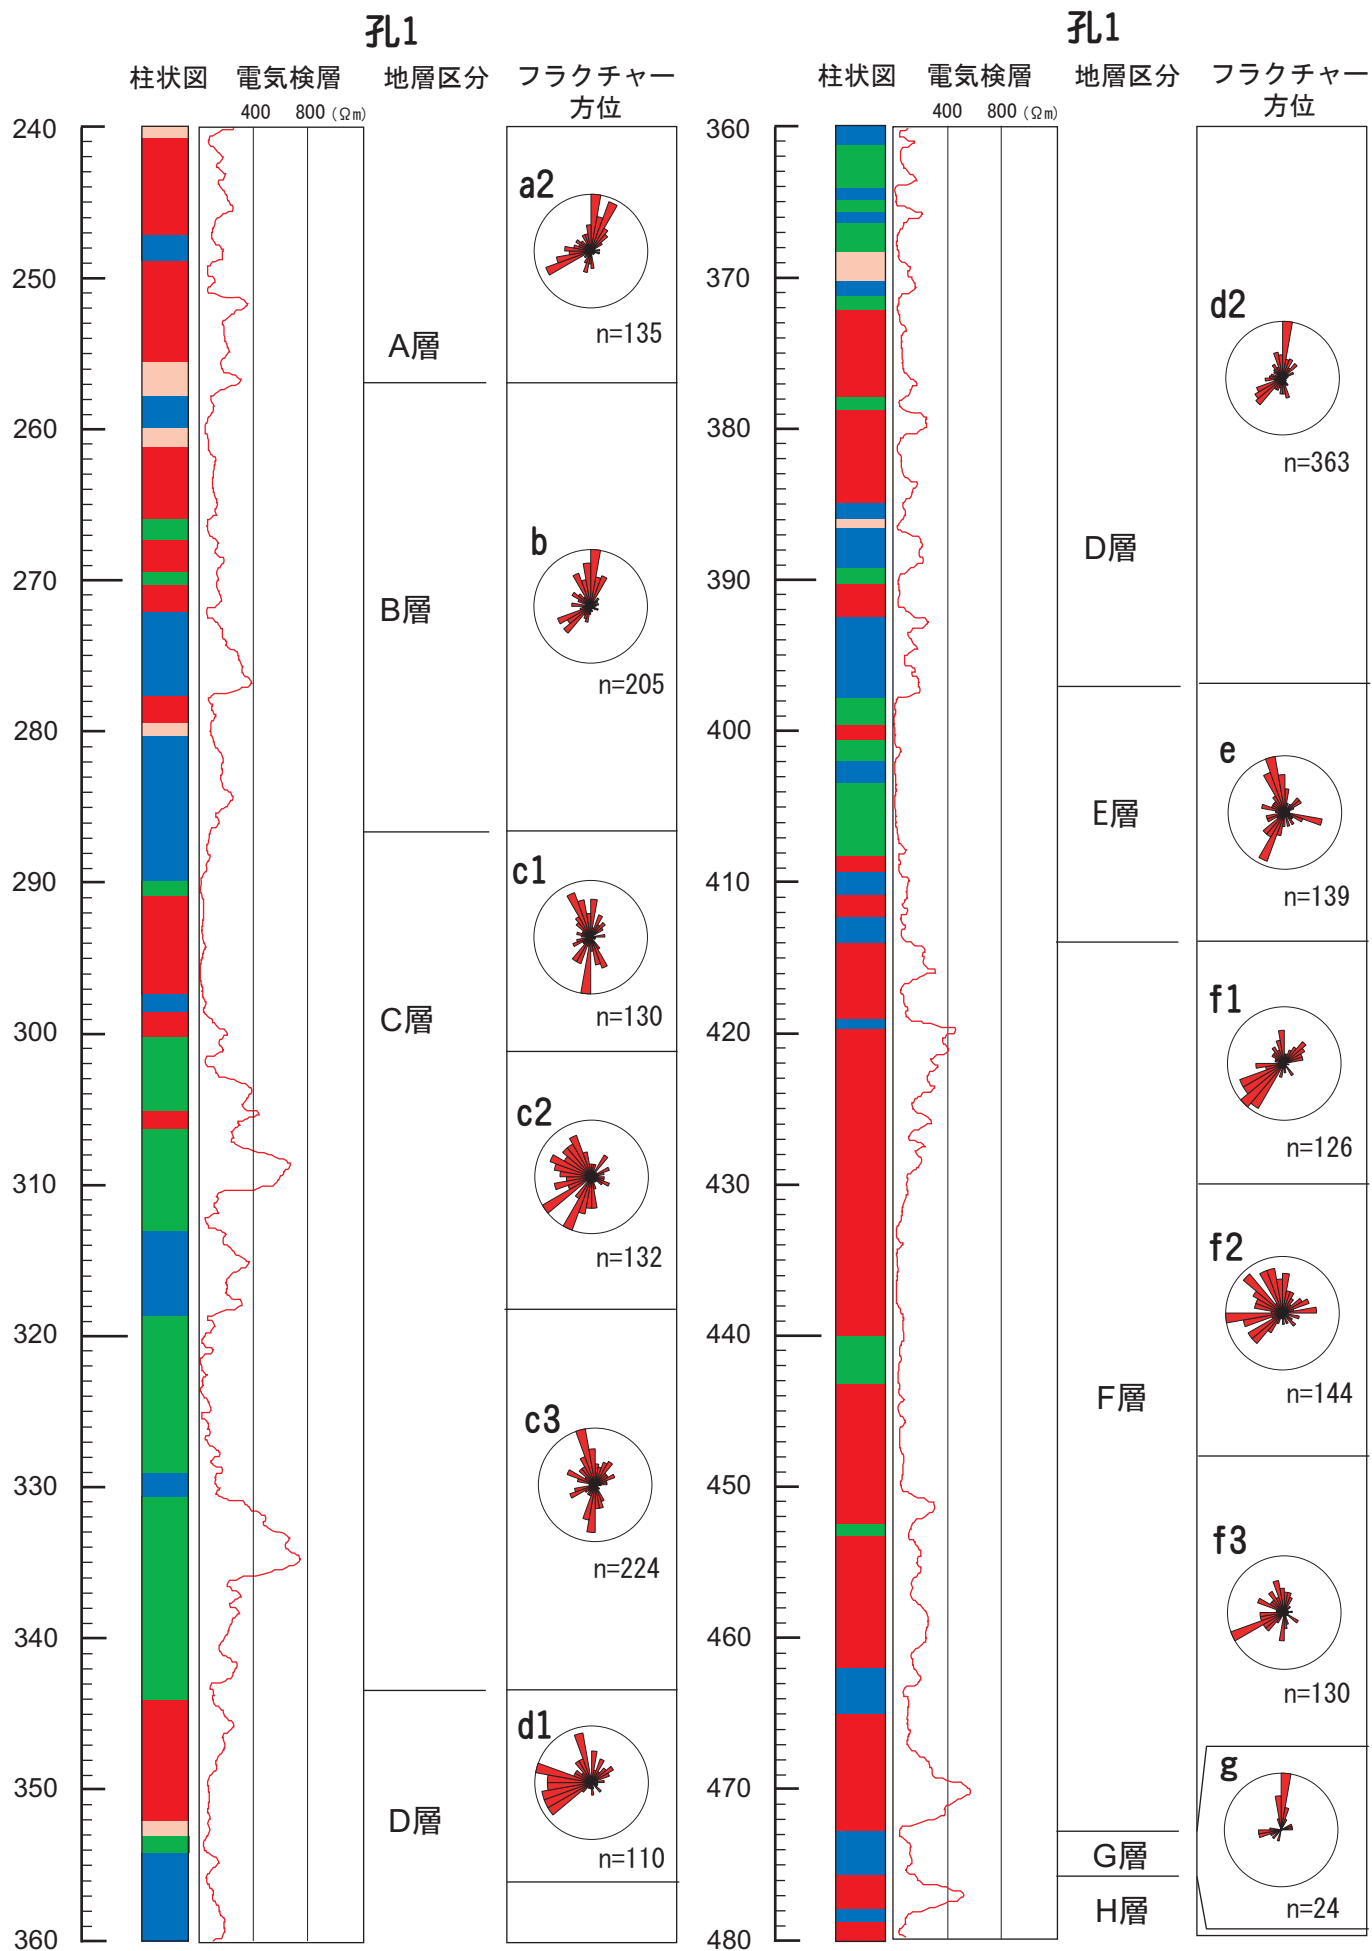 孔1
柱状図 電気検層 地層区分 フラクチャー
方位
400 800 (Ωm)
240
250
260
270
280
290
300
310
320
330
340
350
360
A層
B層
C層
D層
a2
n=135
b
n=205
c1
n=130
c2
n=132
c3
n=224
d1
n=110
孔1
柱状図 電気検層 地層区分 フラクチャー
方位
400 800 (Ωm)
360
370
380
390
400
410
420
430
440
450
460
470
480
D層
E層
F層
G層
H層
d2
n=363
e
n=139
f1
n=126
f2
n=144
f3
n=130
g
n=24